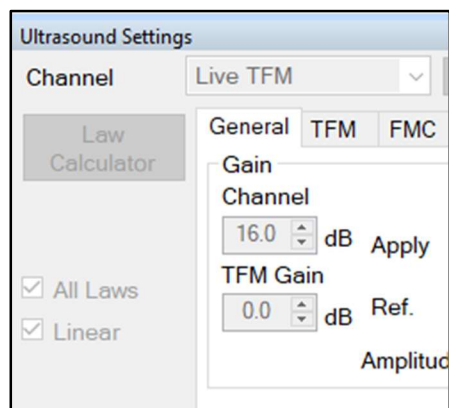 Ultrasound Settings
Channel
Live TFM
Law
Calculator
General TFM FMC
Gain
Channel
16.0 dB Apply
TFM Gain
0.0 dB Ref.
All Laws
Linear
Amplitud